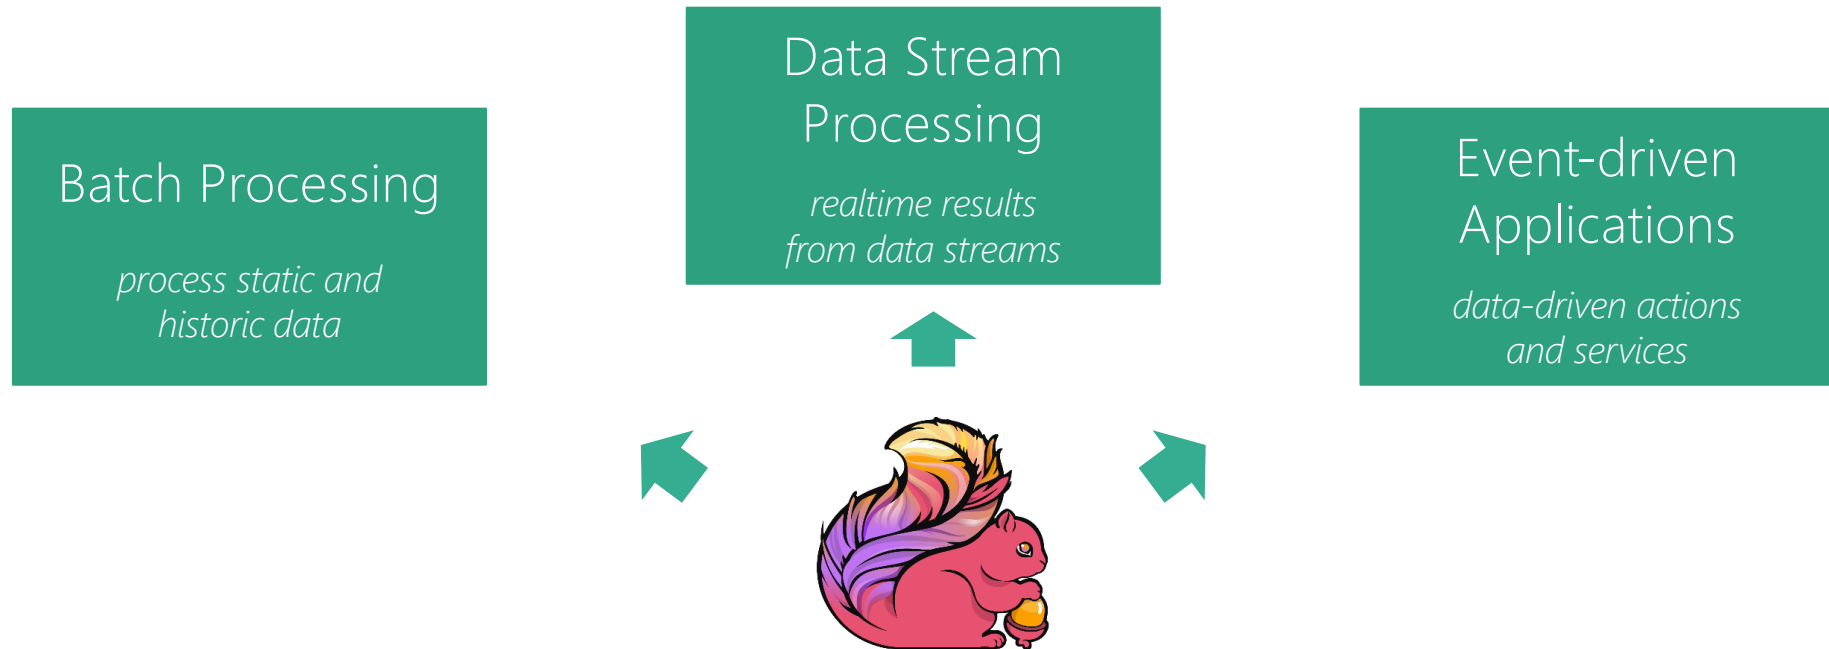 Batch Processing
process static and
historic data
Data Stream
Processing
realtime results
from data streams
Event-driven
Applications
data-driven actions
and services